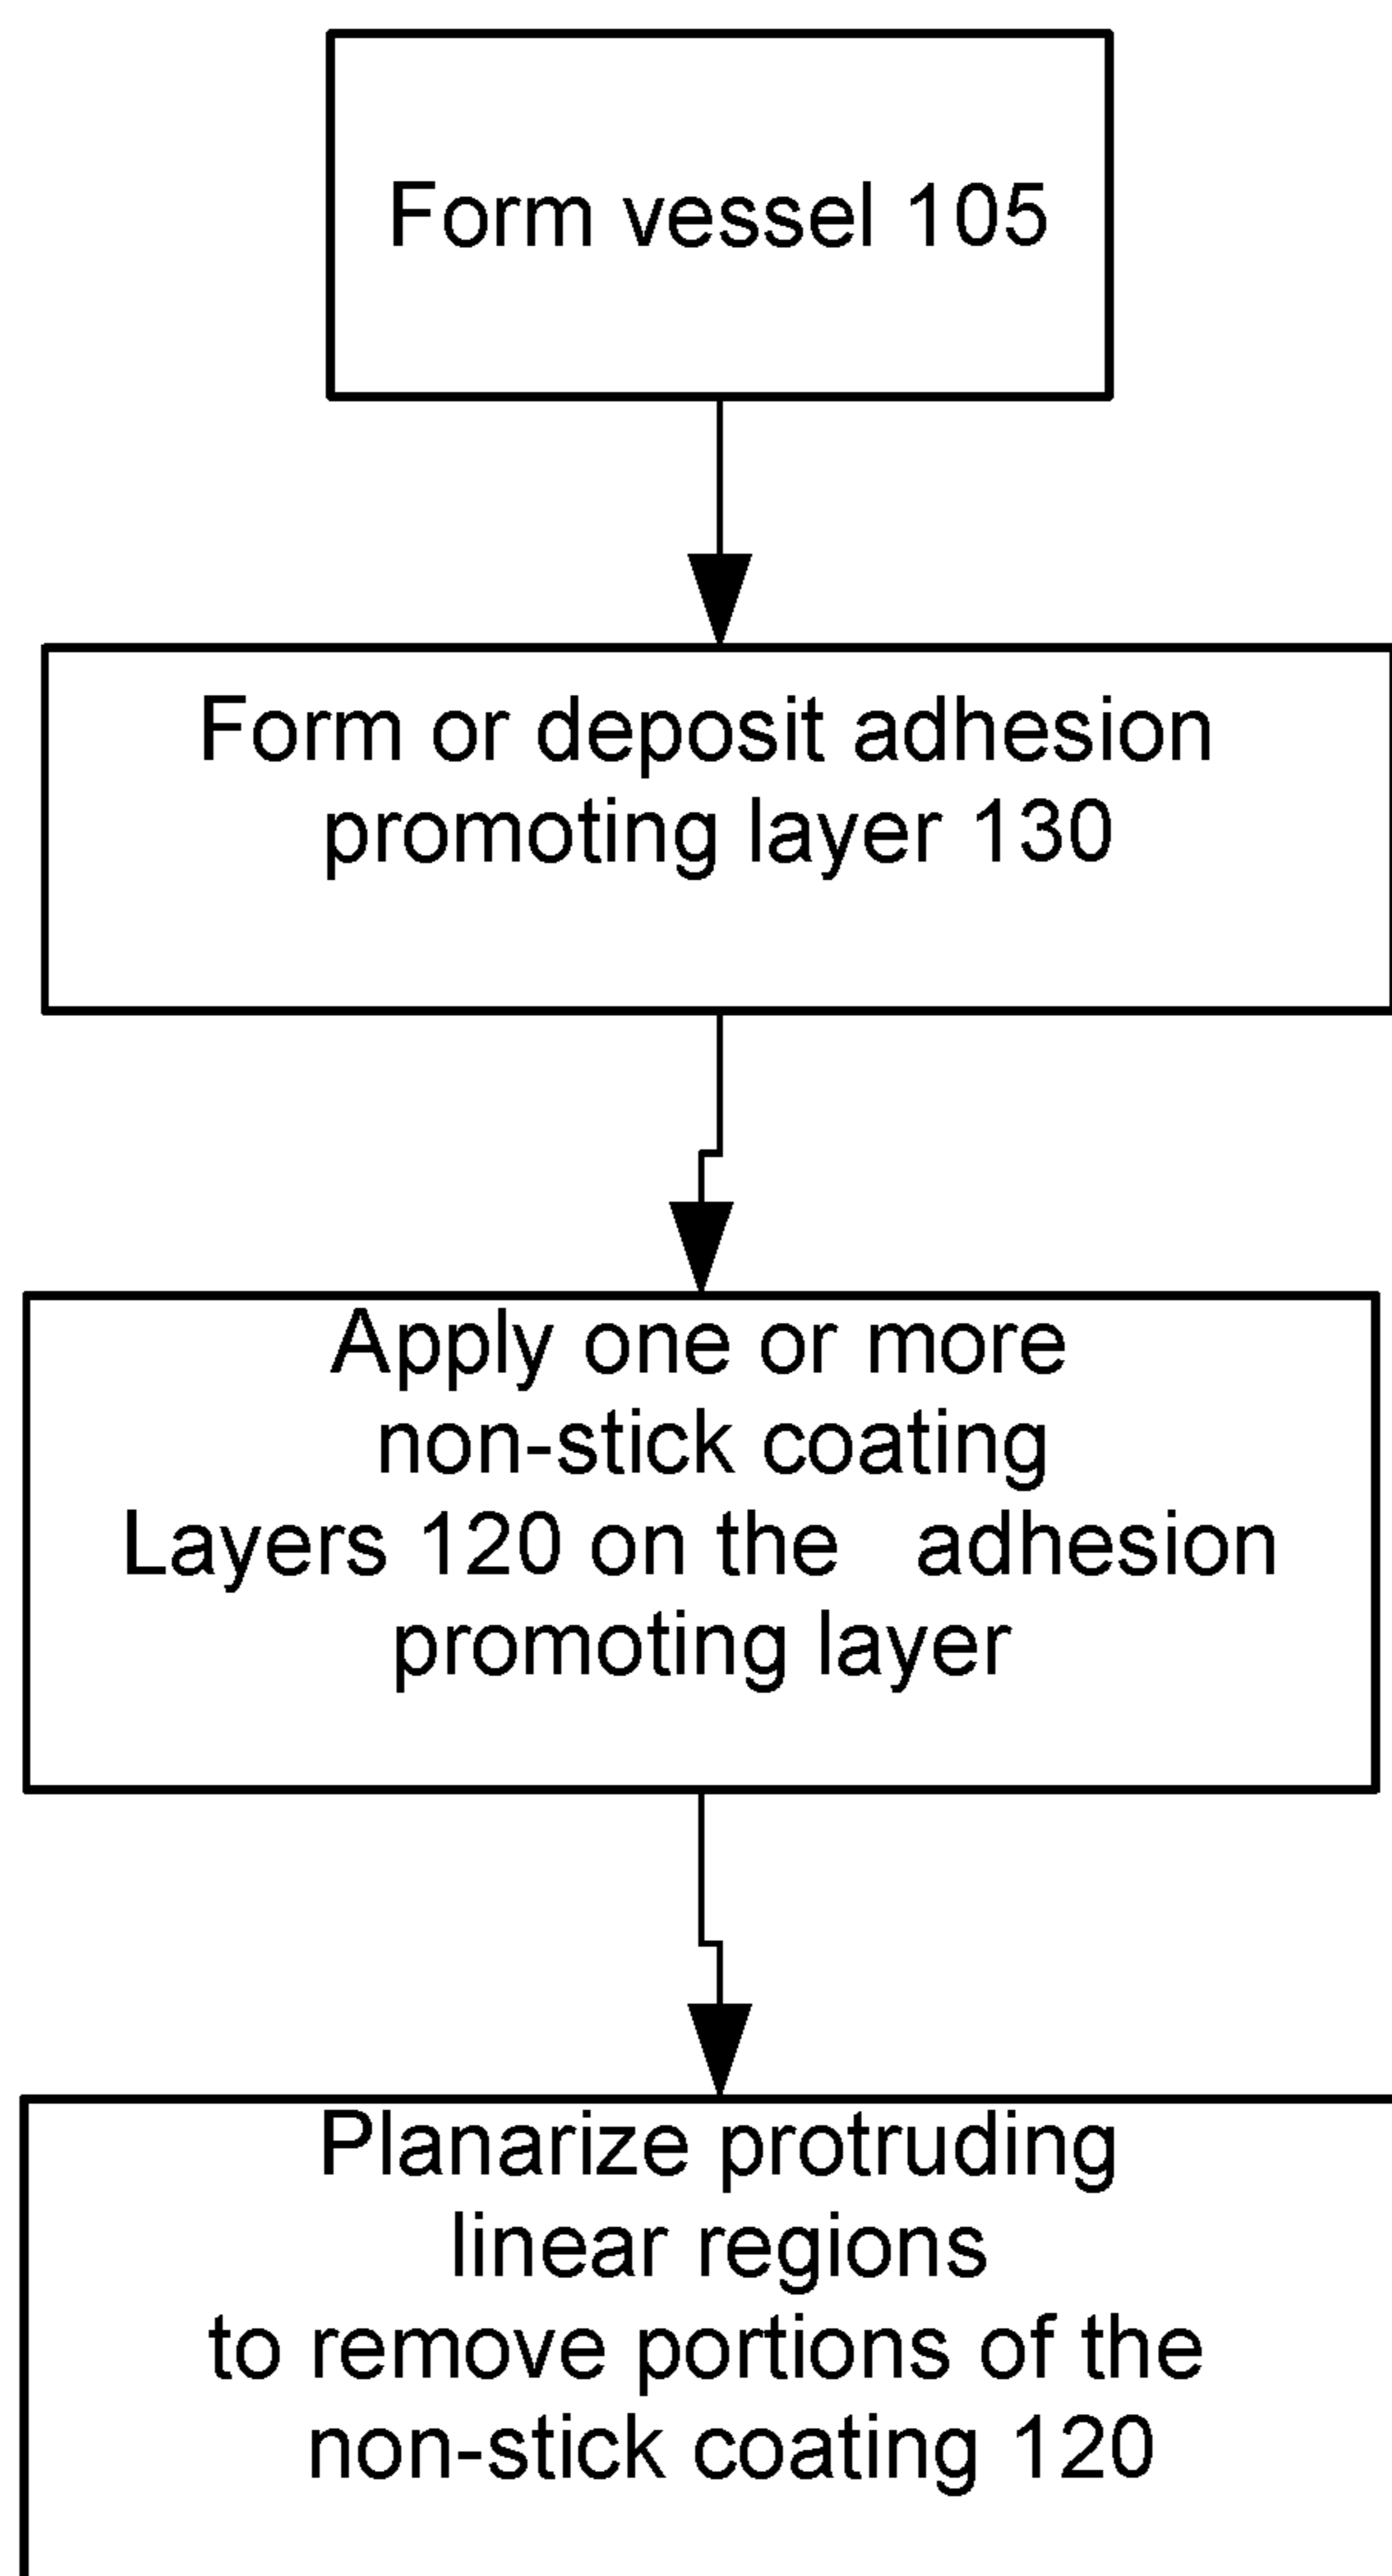 Form vessel 105
Form or deposit adhesion
promoting layer 130
Apply one or more
non-stick coating
Layers 120 on the   adhesion
promoting layer
Planarize protruding
linear regions
to remove portions of the
non-stick coating 120